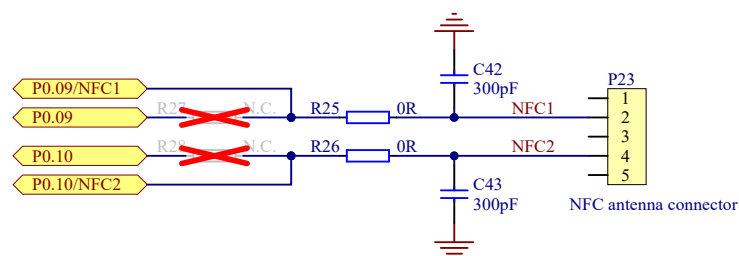 C42
300pF
P23
P0.09/NFC1
P0.09
R27
N.C.
R25
0R
NFC1
1
2
3
4
5
P0.10
R28
N.C.
R26
0R
NFC2
P0.10/NFC2
C43
300pF
NFC antenna connector